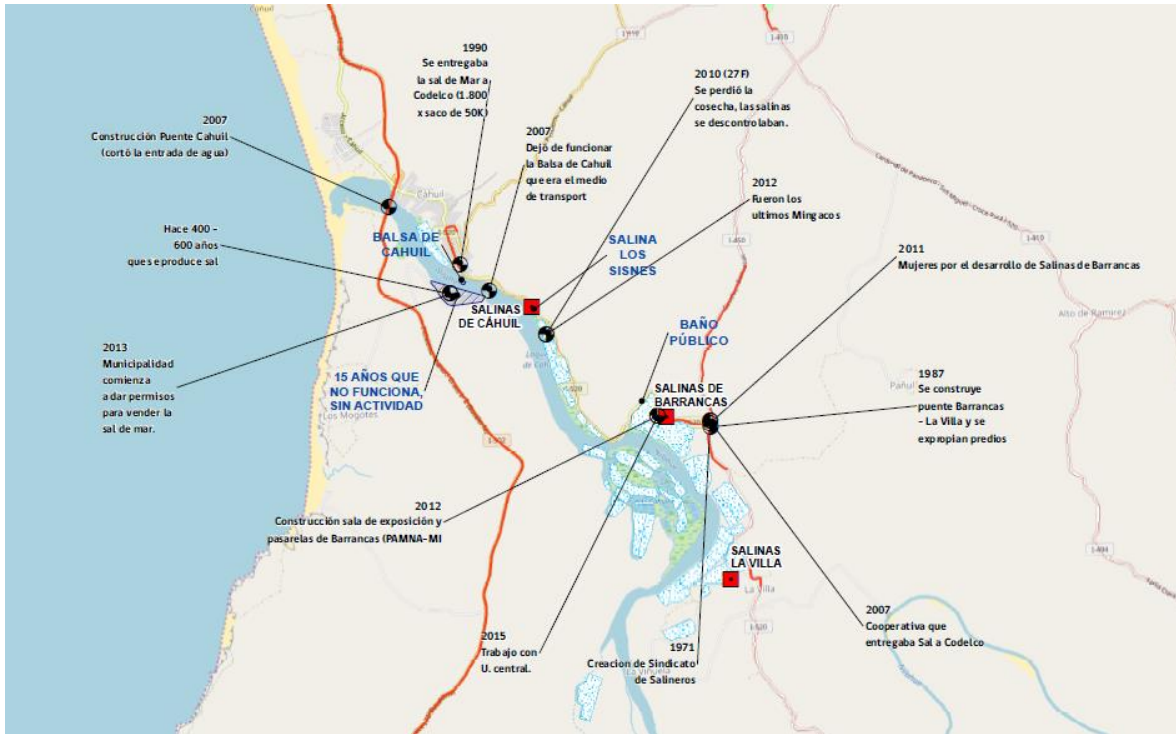 Cahuil
1990
Se entregaba
la sal de Mar a
Codelco (1.800
x saco de 50K)
2010 (27F)
Se perdió la
cosecha, las salinas
se descontrolaban.
2007
Construcción Puente Cahuil
(cortó la entrada de agua)
2007
Dejó de funcionar
la Balsa de Cahuil
que era el medio
de transport
2012
Fueron los
ultimos Mingacos
Cáhuil
Hace 400 -
600 años
que se produce sal
BALSA DE
CAHUIL
SALINA
LOS
SISNES
2011
Mujeres por el desarrollo de Salinas de Barrancas
SALINAS
DE CÁHUIL
Alto de Ramirez
BAÑO
PÚBLICO
2013
Municipalidad
comienza
a dar permisos
para vender la
sal de mar.
15 AÑOS QUE
NO FUNCIONA,
SIN ACTIVIDAD
Los Mogotes
SALINAS DE
BARRANCAS
Pañul
1987
Se construye
puente Barrancas
- La Villa y se
expropian predios
2012
Construcción sala de exposición y
pasarelas de Barrancas (PAMNA-MI
SALINAS
LA VILLA
La Villa
2015
Trabajo con
U. central.
1971
Creacion de Sindicato
de Salineros
La Viñuela
2007
Cooperativa que
entregaba Sal a Codelco